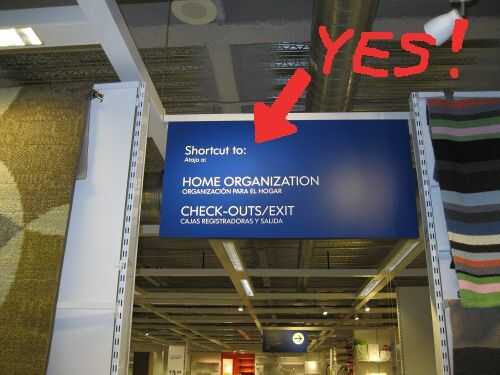 YES!
Shortcut to:
Atajo a:
HOME ORGANIZATION
ORGANIZACIÓN PARA EL HOGAR
CHECK-OUTS/EXIT
CAJAS REGISTRADORAS Y SALIDA